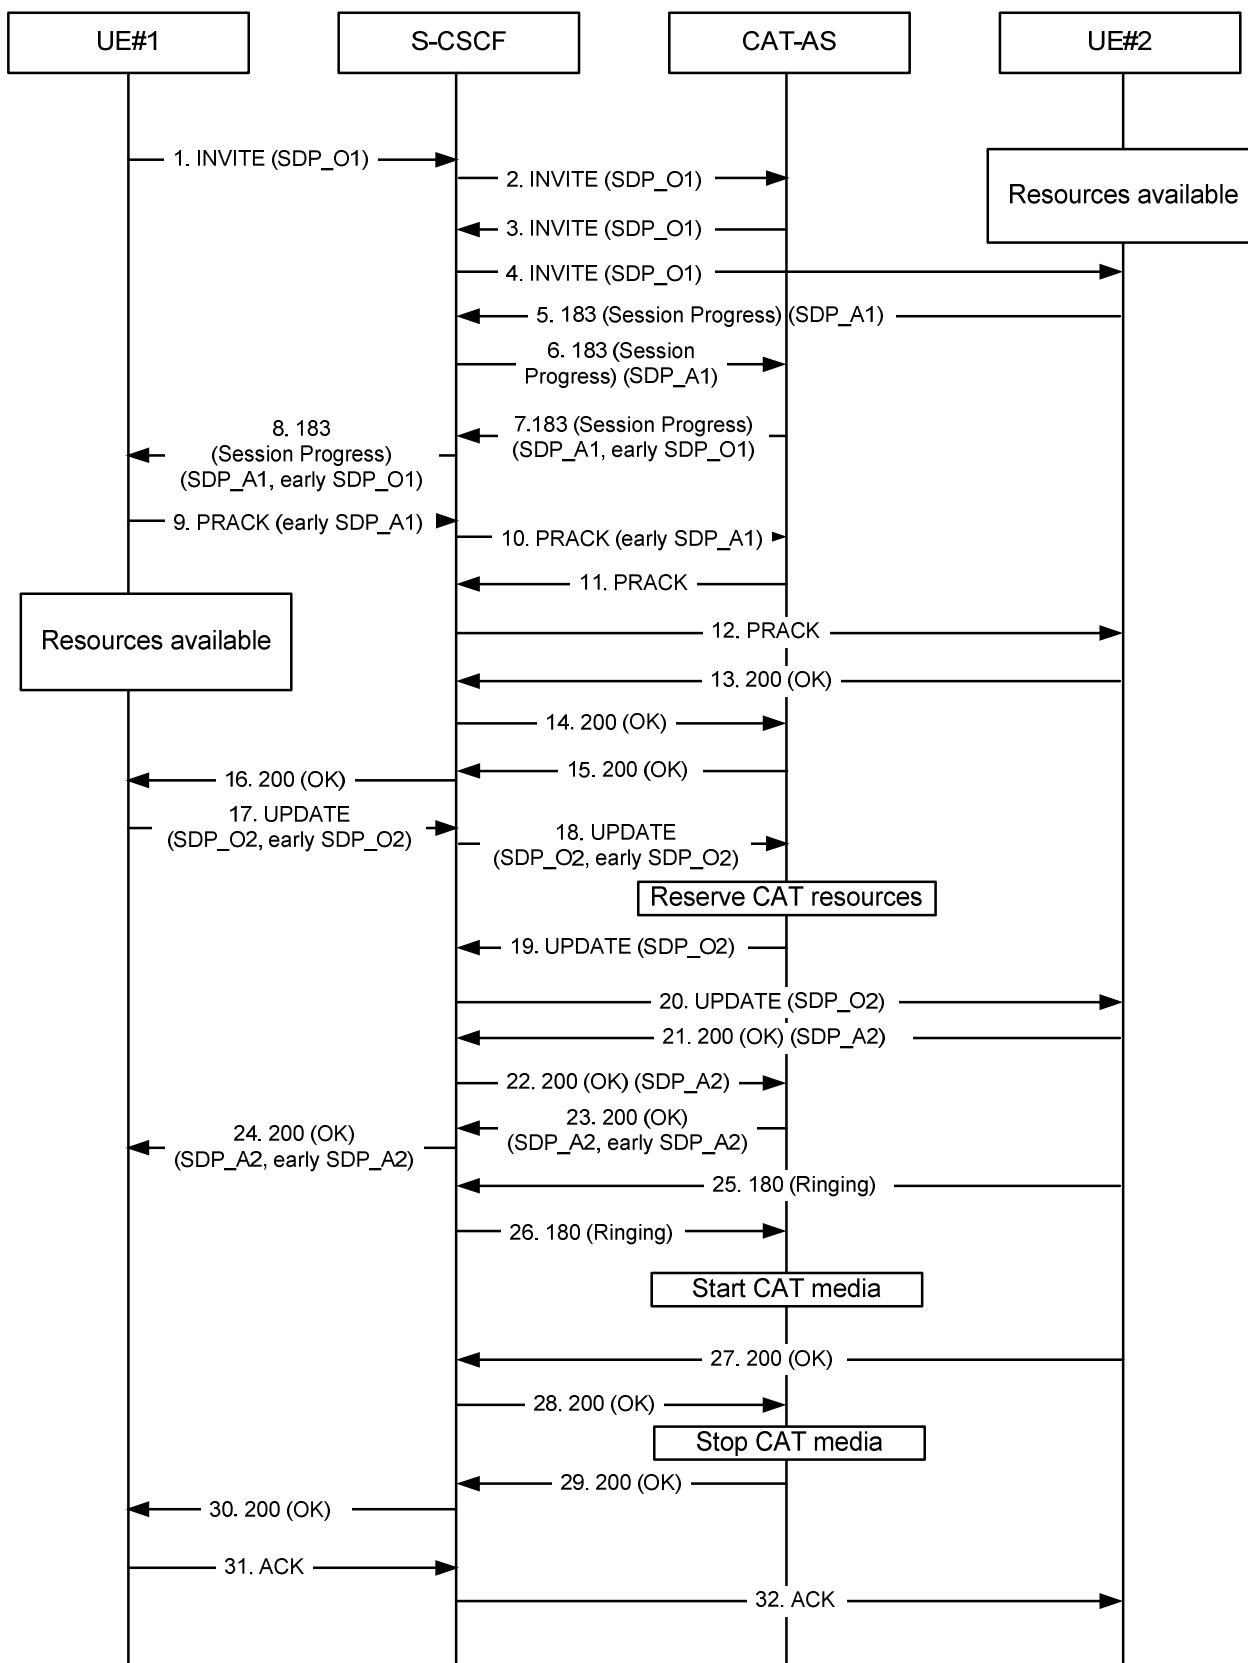 UE#1
S-CSCF
CAT-AS
UE#2
1. INVITE (SDP_O1)
2. INVITE (SDP_O1)
Resources available
3. INVITE (SDP_O1)
4. INVITE (SDP_O1)
5. 183 (Session Progress) (SDP_A1)
6. 183 (Session
Progress) (SDP_A1)
7.183 (Session Progress)
(SDP_A1, early SDP_O1)
8. 183
(Session Progress)
(SDP_A1, early SDP_O1)
9. PRACK (early SDP_A1)
10. PRACK (early SDP_A1)
11. PRACK
Resources available
12. PRACK
13. 200 (OK)
14. 200 (OK)
15. 200 (OK)
16. 200 (OK)
17. UPDATE
(SDP_O2, early SDP_O2)
18. UPDATE
(SDP_O2, early SDP_O2)
Reserve CAT resources
19. UPDATE (SDP_O2)
20. UPDATE (SDP_O2)
21. 200 (OK) (SDP_A2)
22. 200 (OK) (SDP_A2)
23. 200 (OK)
(SDP_A2, early SDP_A2)
24. 200 (OK)
(SDP_A2, early SDP_A2)
25. 180 (Ringing)
26. 180 (Ringing)
Start CAT media
27. 200 (OK)
28. 200 (OK)
Stop CAT media
29. 200 (OK)
30. 200 (OK)
31. ACK
32. ACK